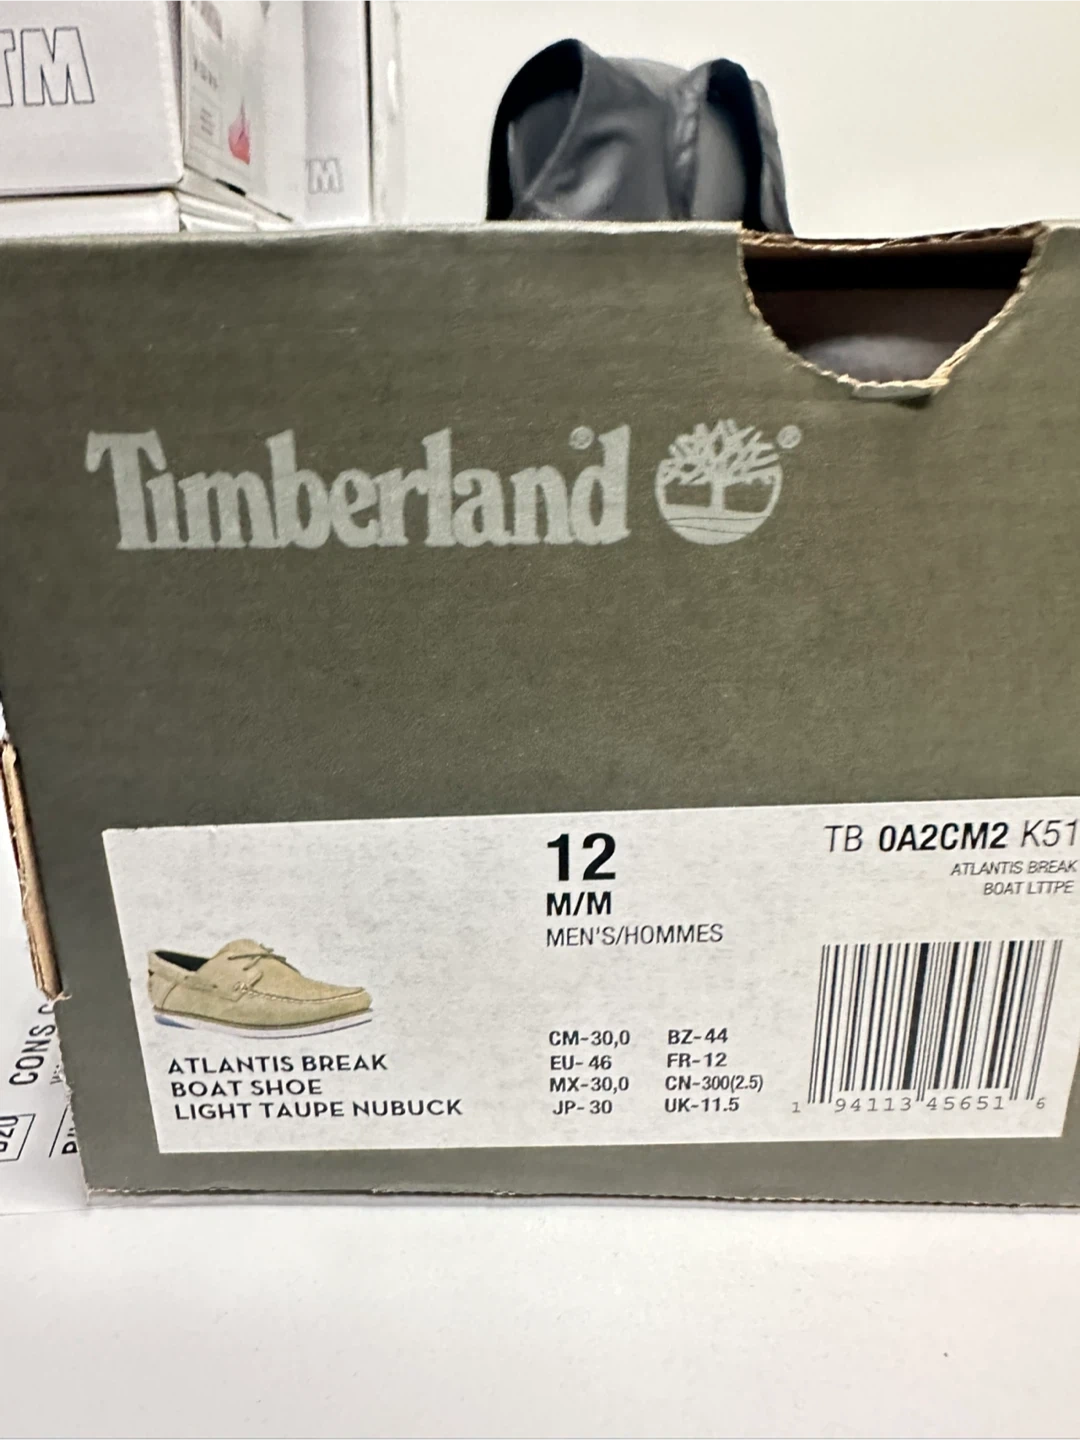 TM
TM
Timberland®
®
12
M/M
MEN'S/HOMMES
TB 0A2CM2 K51
ATLANTIS BREAK
BOAT LTTPE
ATLANTIS BREAK
BOAT SHOE
LIGHT TAUPE NUBUCK
CM-30,0 BZ-44
EU-46 FR-12
MX-30,0 CN-300(2.5)
JP-30 UK-11.5
1 94113 45651 6
CONS